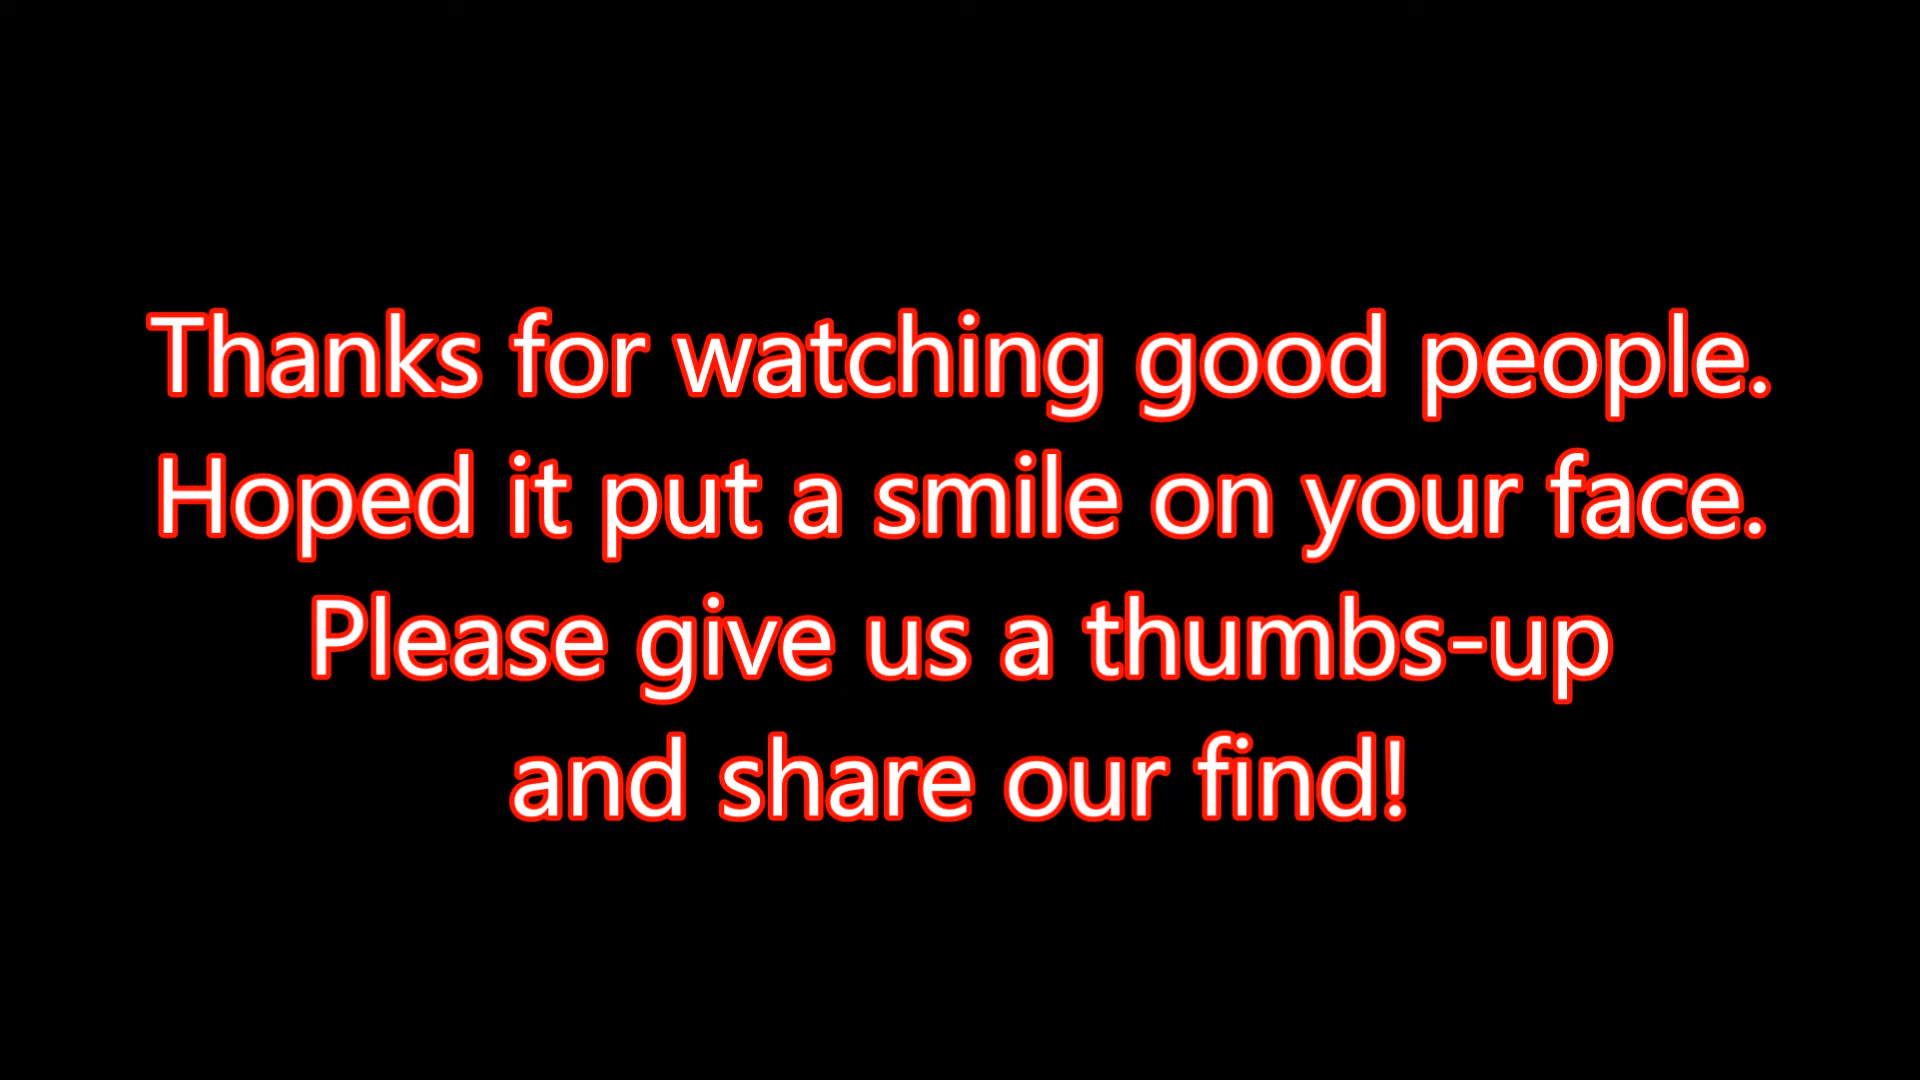 Thanks for watching good people.
Hoped it put a smile on your face.
Please give us a thumbs-up
and share our find!